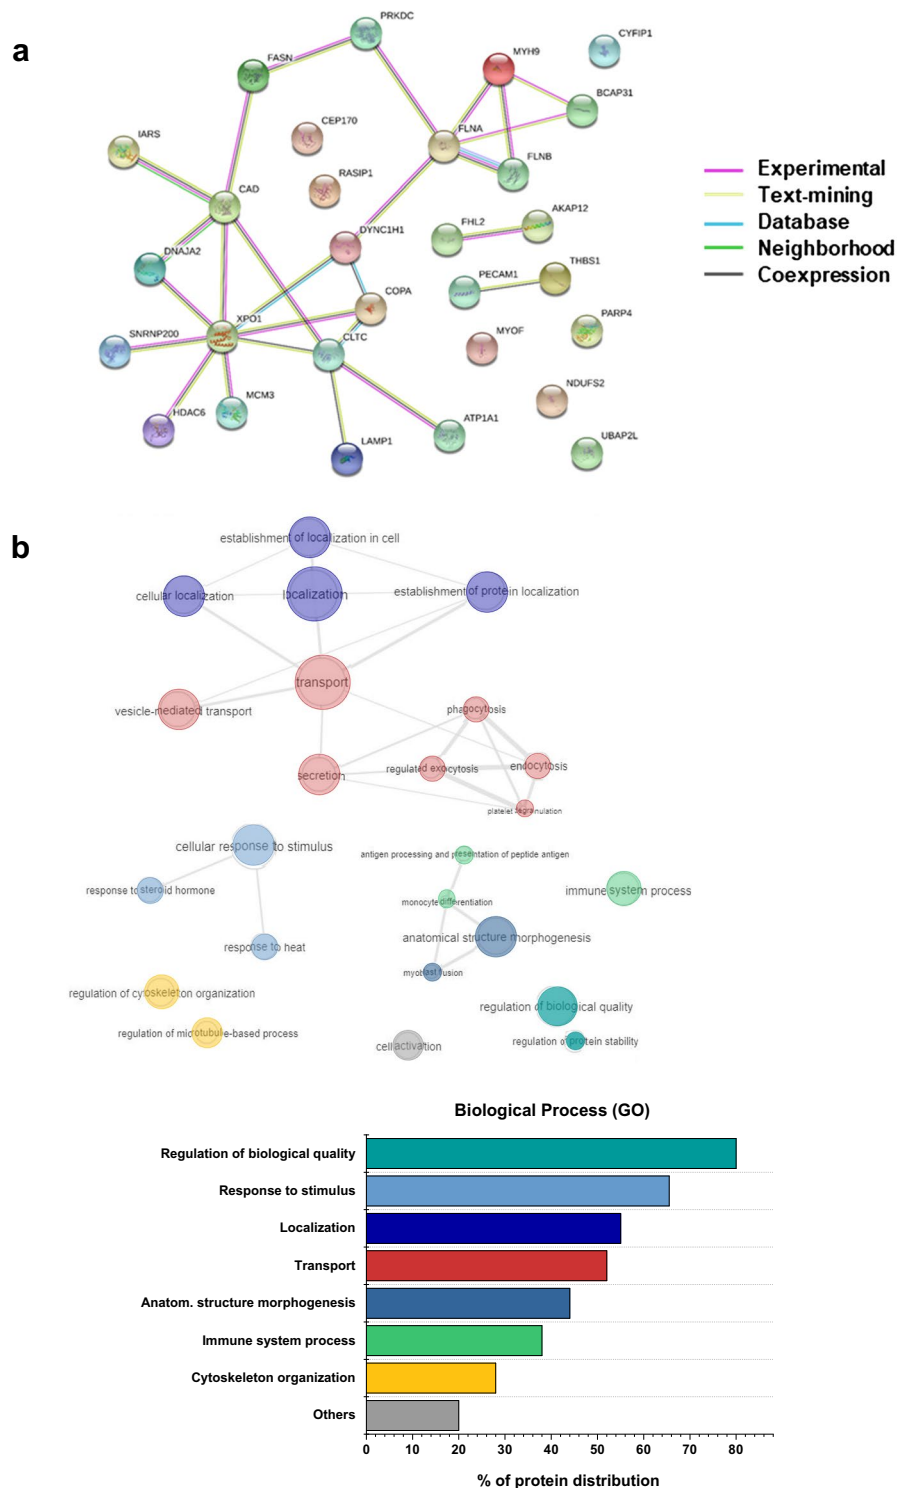 a
PRKDC
CYFIP1
FASN
MYH9
BCAP31
CEP170
FLNA
IARS
FLNB
RASIP1
CAD
AKAP12
FHL2
DYNC1H1
DNAJA2
THBS1
PECAM1
COPA
XPO1
PARP4
SNRNP200
CLTC
MYOF
NDUFS2
MCM3
HDAC6
ATP1A1
LAMP1
UBAP2L
Experimental
Text-mining
Database
Neighborhood
Coexpression
b
establishment of localization in cell
cellular localization
localization
establishment of protein localization
transport
vesicle-mediated transport
phagocytosis
secretion
regulated exocytosis
endocytosis
platelet degranulation
cellular response to stimulus
antigen processing and presentation of peptide antigen
response to steroid hormone
immune system process
monocyte differentiation
anatomical structure morphogenesis
response to heat
myoblast fusion
regulation of cytoskeleton organization
regulation of biological quality
regulation of microtubule-based process
regulation of protein stability
cell activation
Biological Process (GO)
Regulation of biological quality
Response to stimulus
Localization
Transport
Anatom. structure morphogenesis
Immune system process
Cytoskeleton organization
Others
0 10 20 30 40 50 60 70 80
% of protein distribution